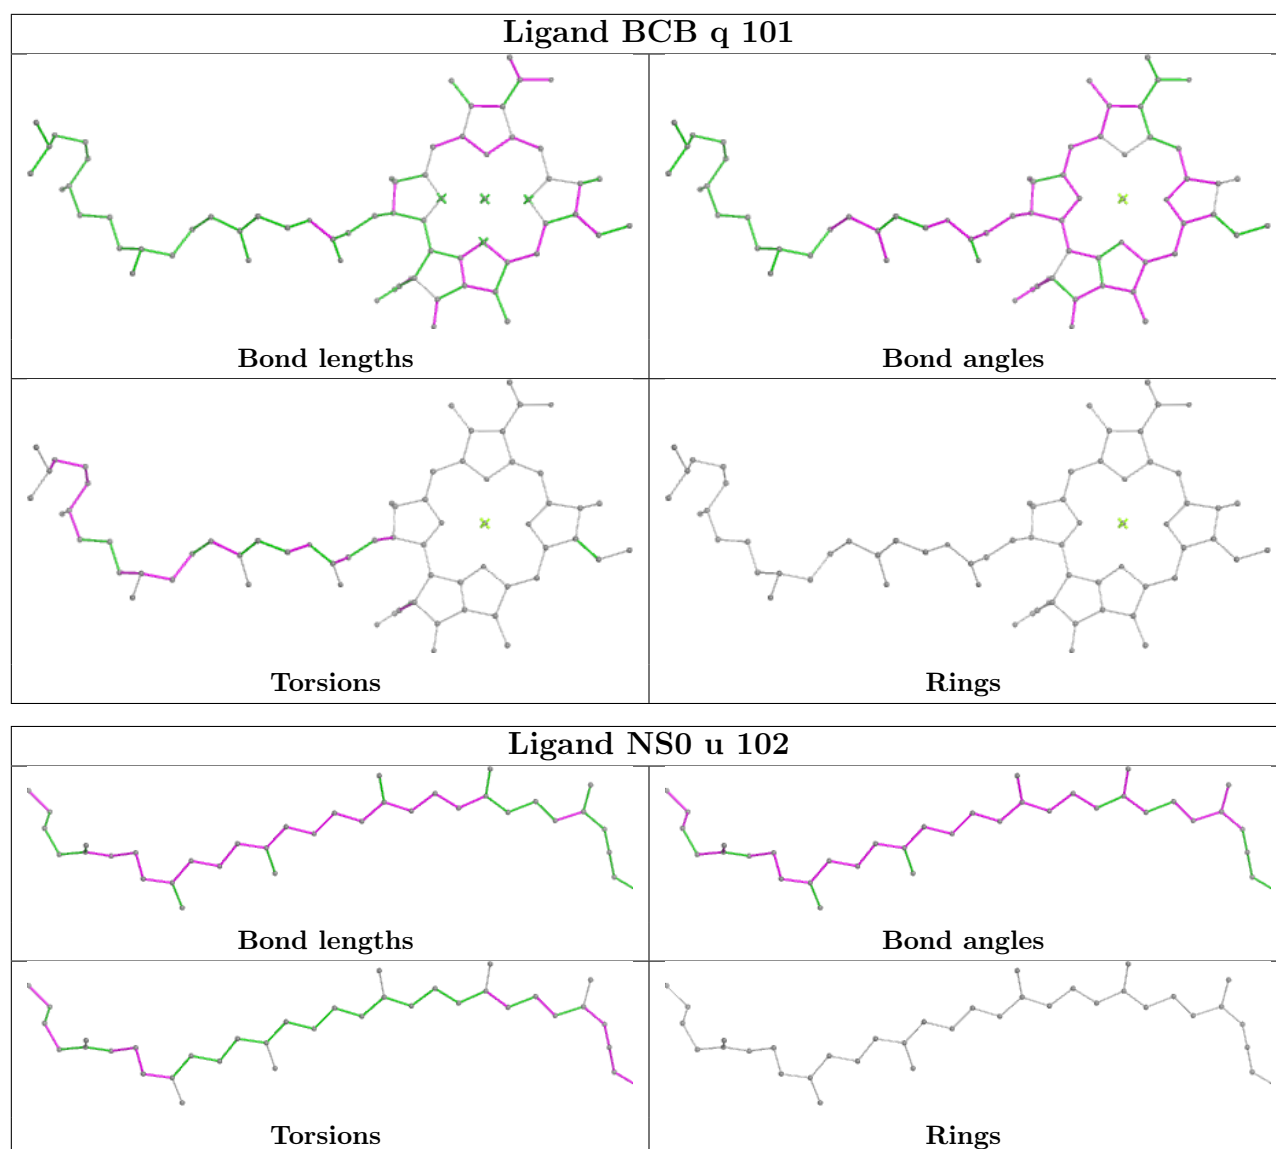 Ligand BCB q 101
Bond lengths
Bond angles
Torsions
Rings
Ligand NS0 u 102
Bond lengths
Bond angles
Torsions
Rings